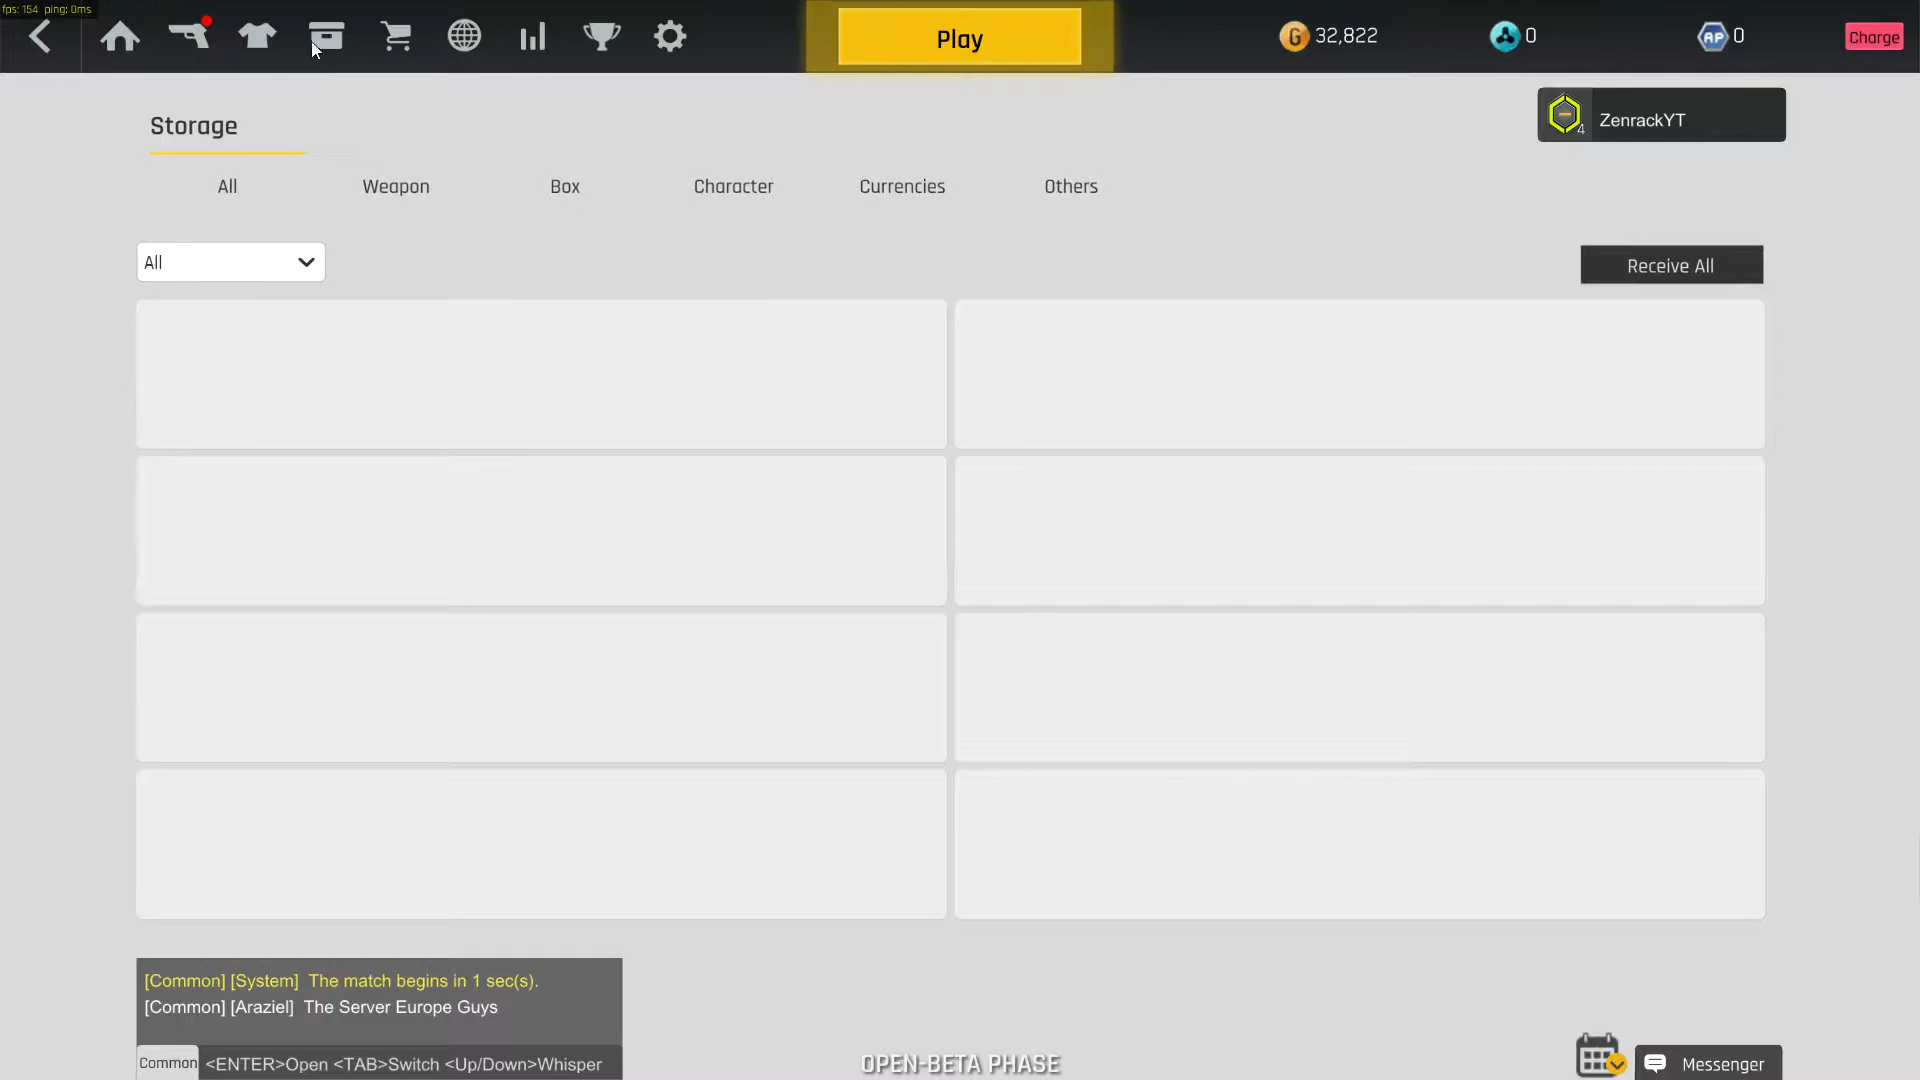 fps: 154 ping: 0ms
Play
G 32,822
0
AP 0
Charge
Storage
4 ZenrackYT
All Weapon Box Character Currencies Others
All
Receive All
[Common] [System] The match begins in 1 sec(s).
[Common] [Araziel] The Server Europe Guys
Common <ENTER>Open <TAB>Switch <Up/Down>Whisper
OPEN-BETA PHASE
Messenger